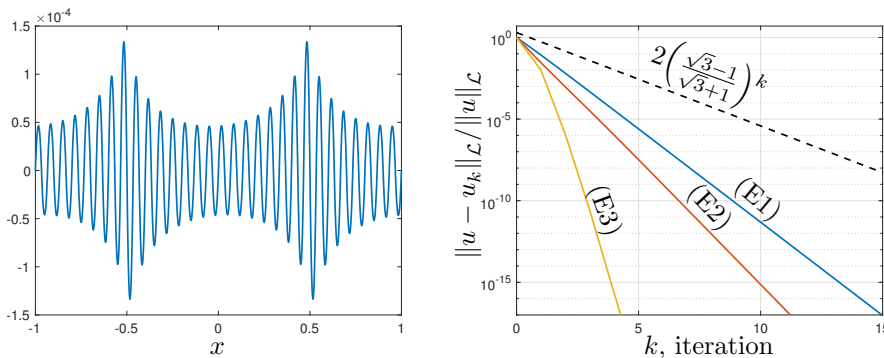 ×10⁻⁴
1.5
1
0.5
0
-0.5
-1
-1.5
-1 -0.5 0 0.5 1
x
‖u − u_k‖_𝓛/‖u‖_𝓛
10⁰
10⁻⁵
10⁻¹⁰
10⁻¹⁵
2((√3−1)/(√3+1))^k
(E1)
(E2)
(E3)
0 5 10 15
k, iteration